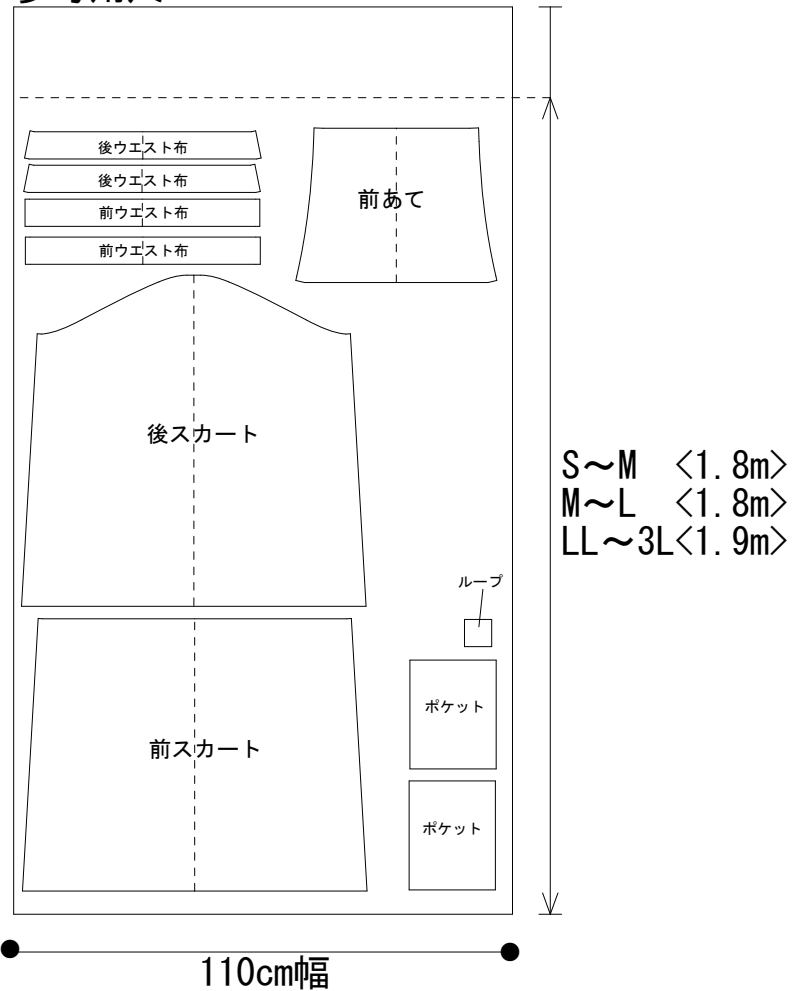 後ウエスト布
後ウエスト布
前ウエスト布
前ウエスト布
前あて
後スカート
S～M <1.8m>
M～L <1.8m>
LL～3L<1.9m>
ループ
ポケット
前スカート
ポケット
110cm幅